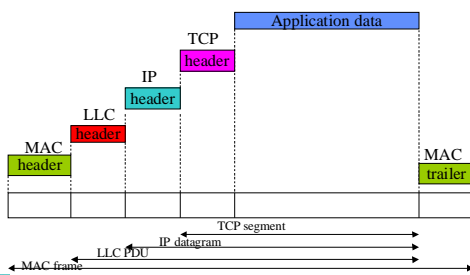 Application data
TCP
header
IP
header
LLC
header
MAC
header
MAC
trailer
TCP segment
IP datagram
LLC PDU
MAC frame